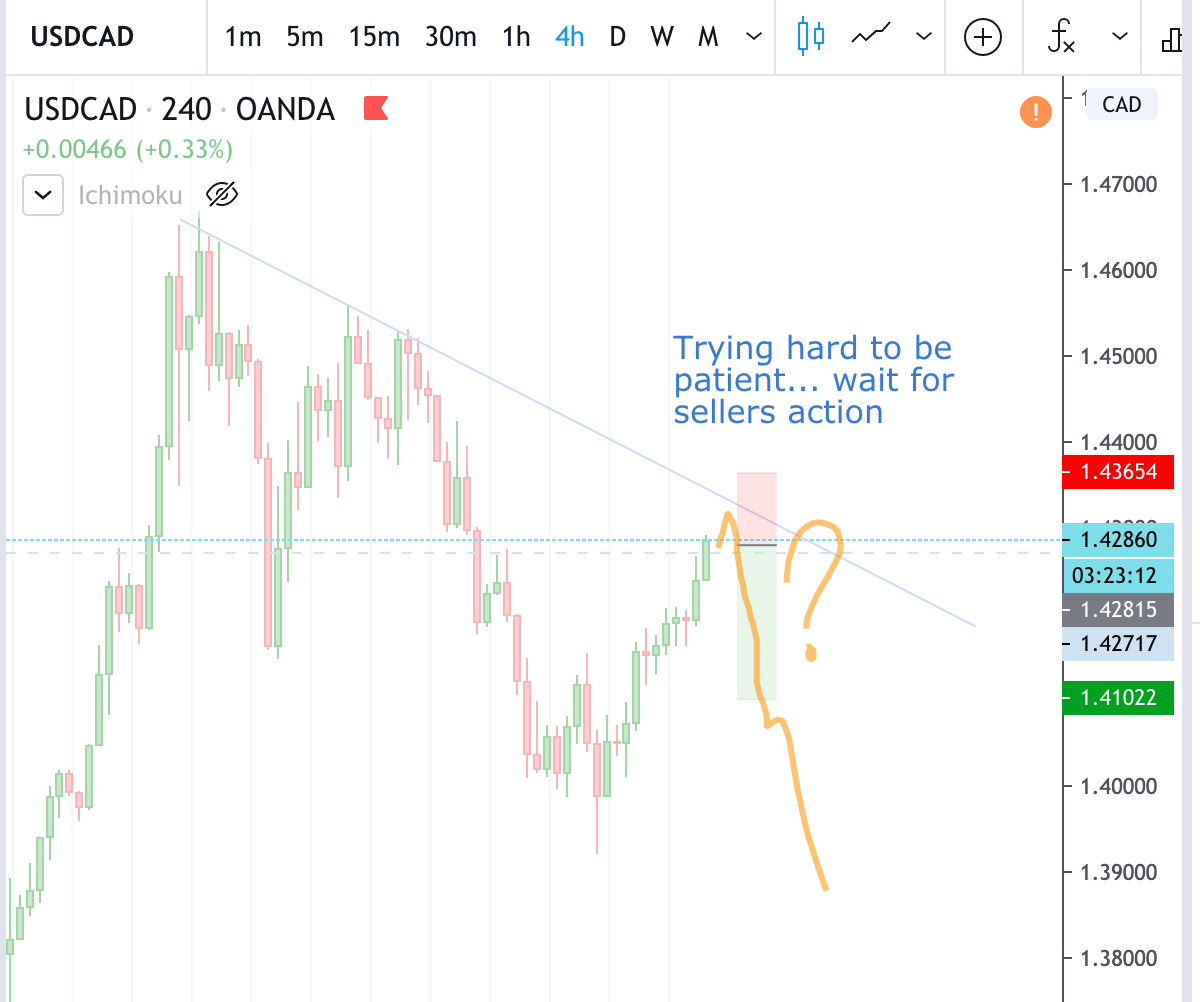 USDCAD 1m 5m 15m 30m 1h 4h D W M
USDCAD · 240 · OANDA
+0.00466 (+0.33%)
Ichimoku
CAD
1.47000
1.46000
1.45000
Trying hard to be
patient... wait for
sellers action
1.44000
1.43654
1.42860
03:23:12
1.42815
1.42717
1.41022
1.40000
1.39000
1.38000